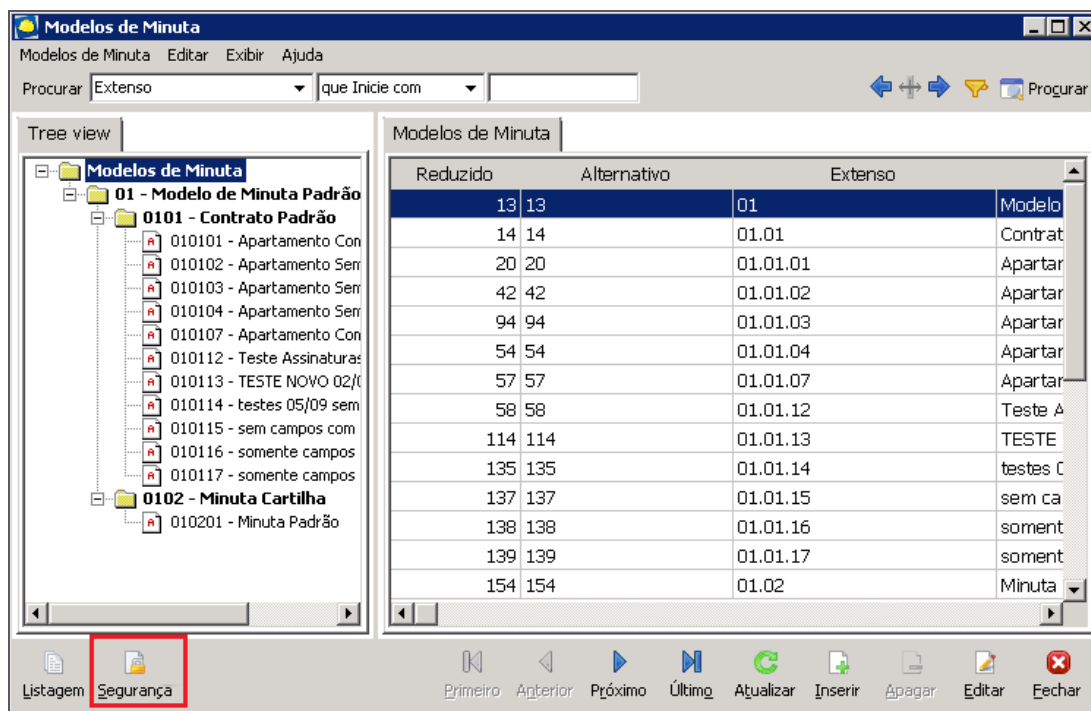 Modelos de Minuta
Modelos de Minuta Editar Exibir Ajuda
Procurar Extenso que Inicie com Procurar
Tree view
Modelos de Minuta
01 - Modelo de Minuta Padrão
0101 - Contrato Padrão
010101 - Apartamento Con
010102 - Apartamento Sem
010103 - Apartamento Sem
010104 - Apartamento Sem
010107 - Apartamento Con
010112 - Teste Assinaturas
010113 - TESTE NOVO 02/0
010114 - testes 05/09 sem
010115 - sem campos com
010116 - somente campos
010117 - somente campos
0102 - Minuta Cartilha
010201 - Minuta Padrão
Modelos de Minuta
Reduzido Alternativo Extenso
13 13 01 Modelo
14 14 01.01 Contrat
20 20 01.01.01 Apartar
42 42 01.01.02 Apartar
94 94 01.01.03 Apartar
54 54 01.01.04 Apartar
57 57 01.01.07 Apartar
58 58 01.01.12 Teste A
114 114 01.01.13 TESTE
135 135 01.01.14 testes 0
137 137 01.01.15 sem ca
138 138 01.01.16 soment
139 139 01.01.17 soment
154 154 01.02 Minuta
Listagem Segurança Primeiro Anterior Próximo Último Atualizar Inserir Apagar Editar Fechar